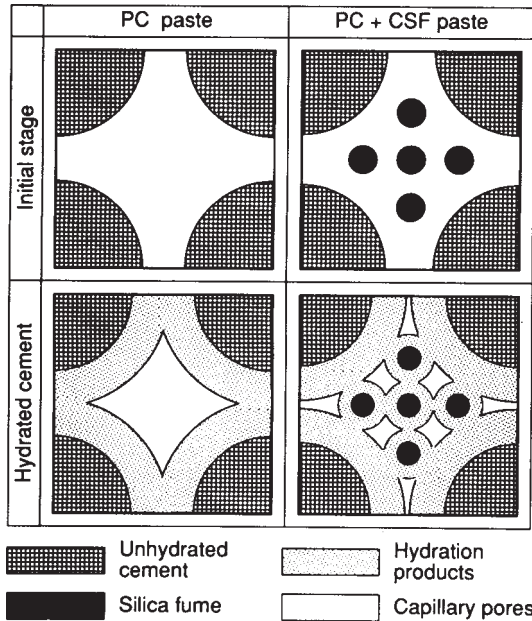 PC paste
PC + CSF paste
Initial stage
Hydrated cement
Unhydrated
cement
Hydration
products
Silica fume
Capillary pores